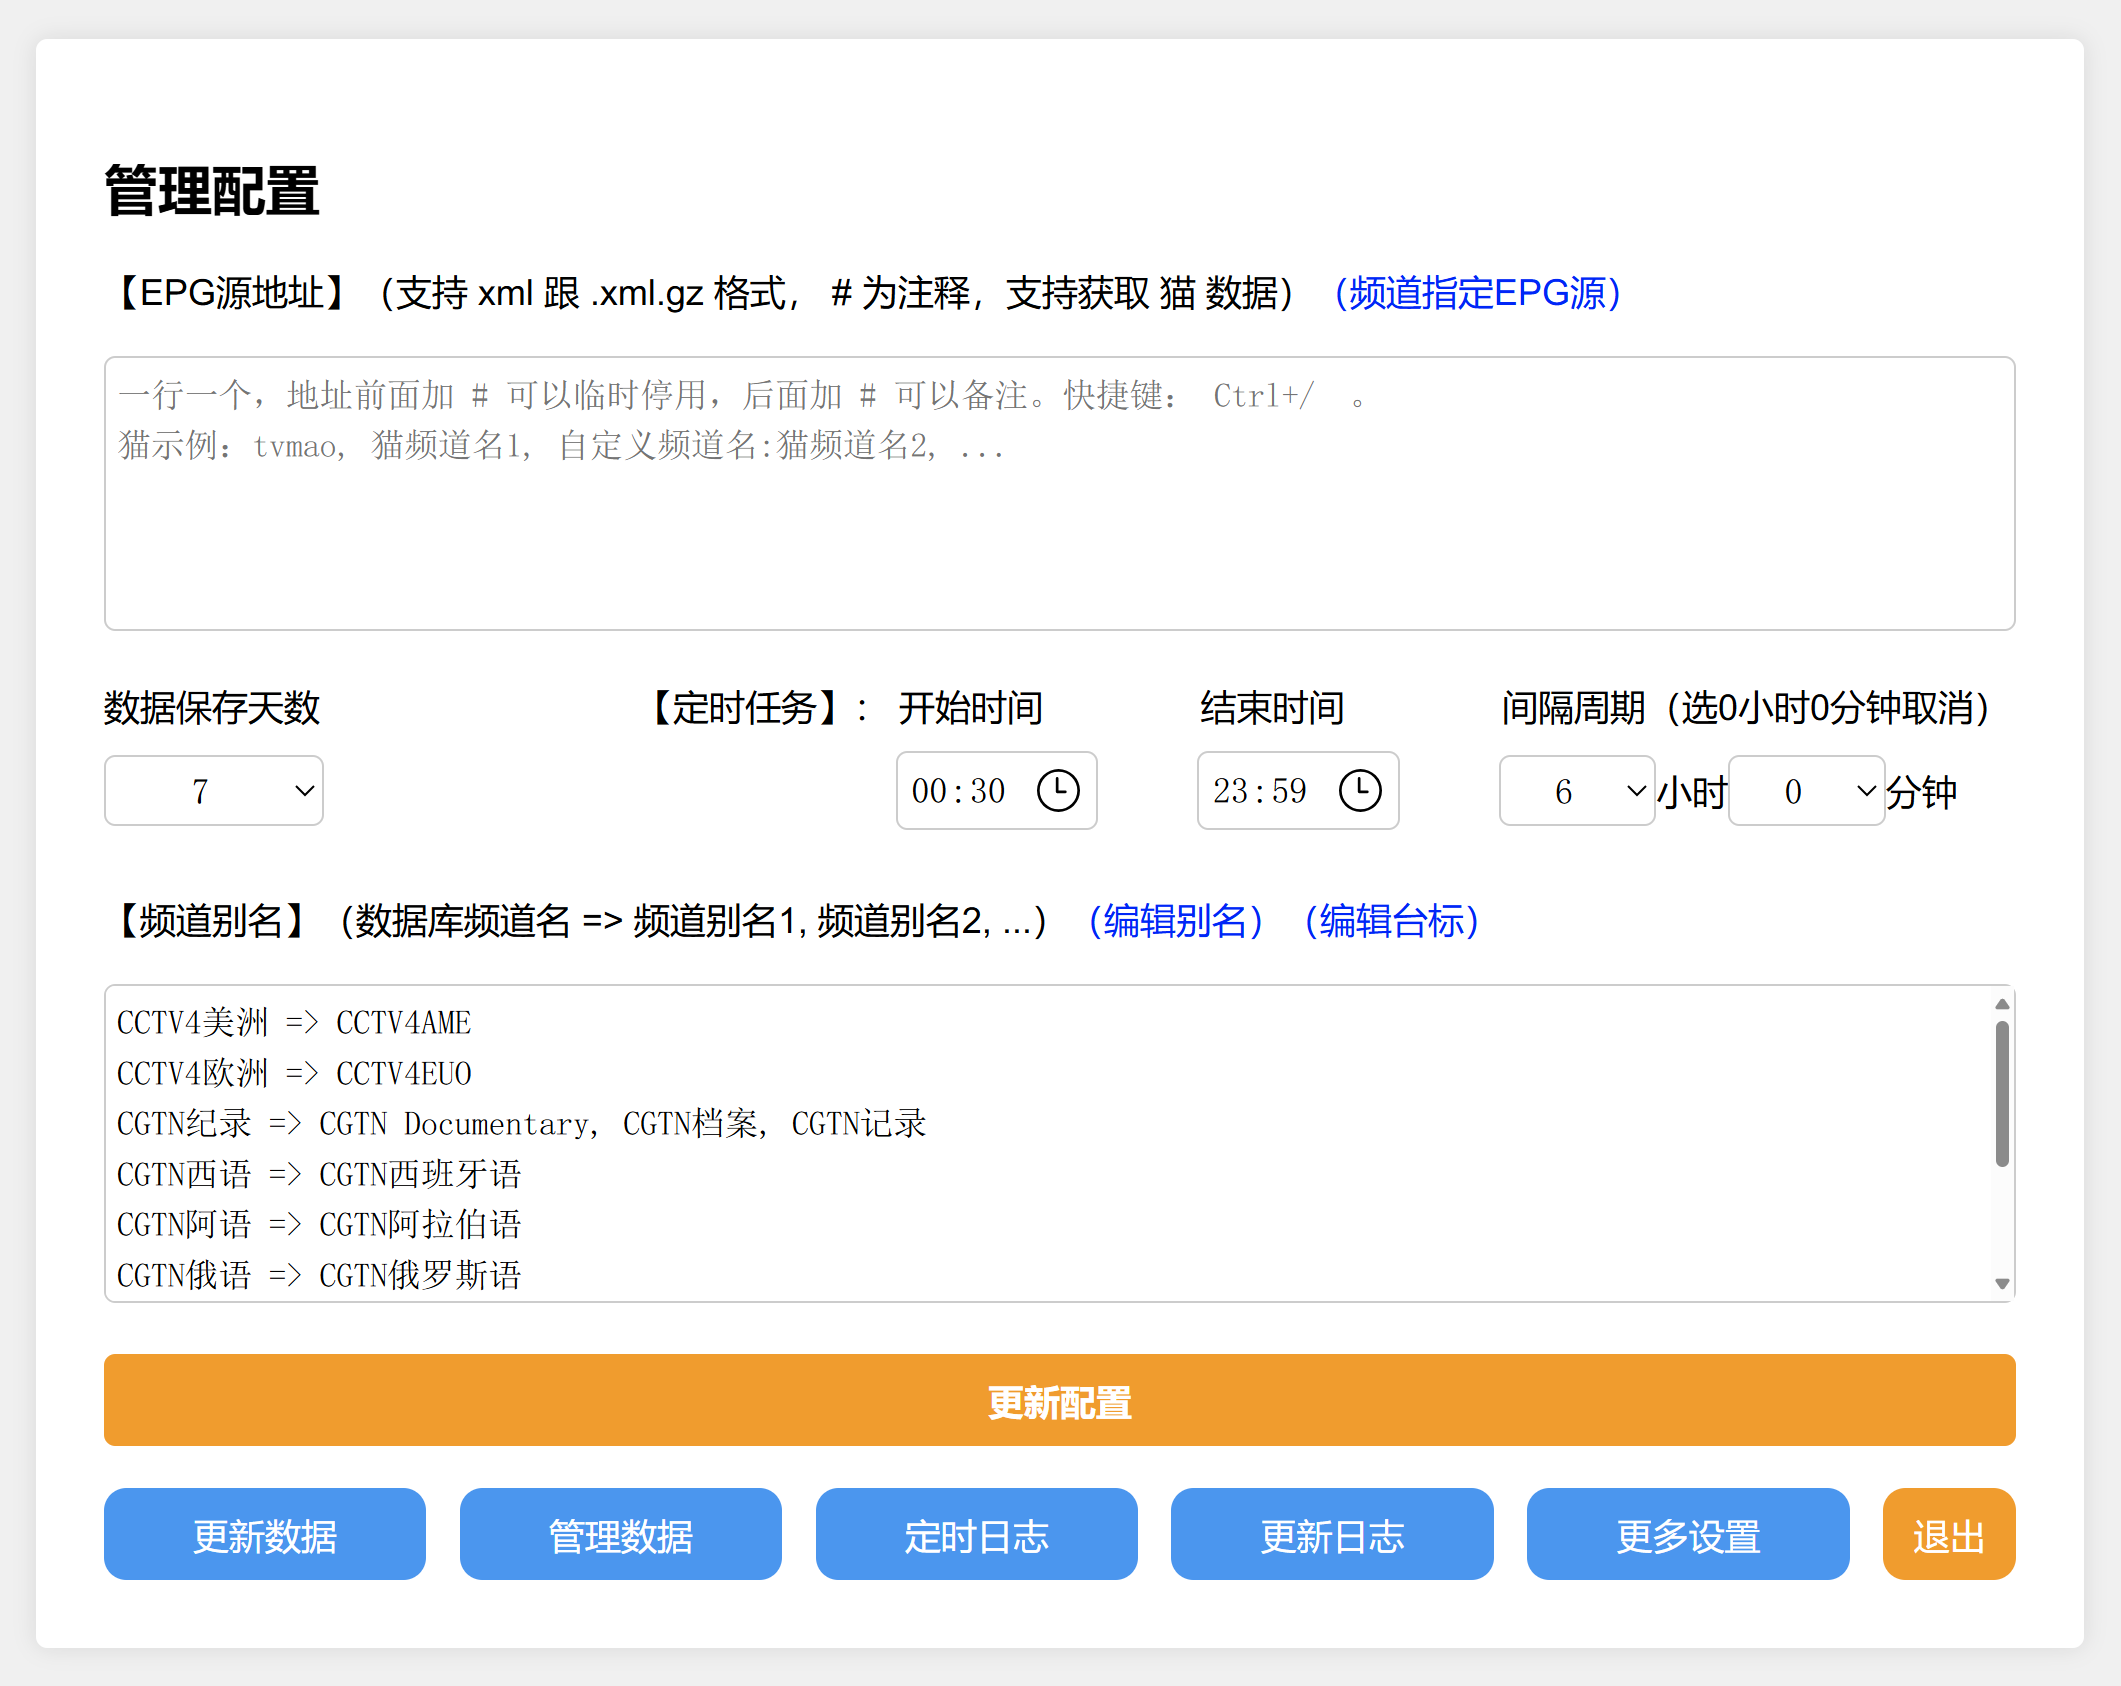 管理配置
【EPG源地址】（支持 xml 跟 .xml.gz 格式， # 为注释，支持获取 猫 数据）（频道指定EPG源）
一行一个，地址前面加 # 可以临时停用，后面加 # 可以备注。快捷键： Ctrl+/ 。
猫示例：tvmao, 猫频道名1, 自定义频道名:猫频道名2, ...
数据保存天数 【定时任务】： 开始时间 结束时间 间隔周期（选0小时0分钟取消）
7 00:30 23:59 6 小时 0 分钟
【频道别名】（数据库频道名 => 频道别名1, 频道别名2, ...）（编辑别名）（编辑台标）
CCTV4美洲 => CCTV4AME
CCTV4欧洲 => CCTV4EUO
CGTN纪录 => CGTN Documentary, CGTN档案, CGTN记录
CGTN西语 => CGTN西班牙语
CGTN阿语 => CGTN阿拉伯语
CGTN俄语 => CGTN俄罗斯语
更新配置
更新数据 管理数据 定时日志 更新日志 更多设置 退出